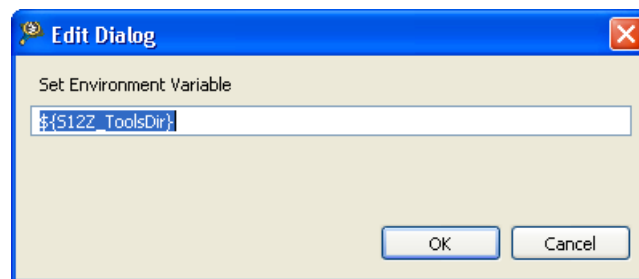 Edit Dialog
Set Environment Variable
${S12Z_ToolsDir}
OK
Cancel